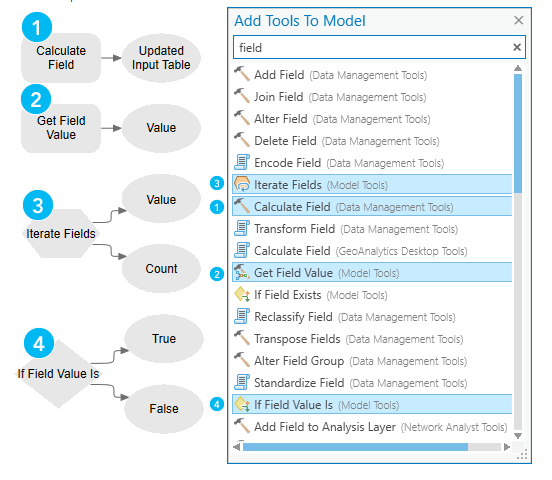 1
Calculate
Field
Updated
Input Table
2
Get Field
Value
Value
3
Iterate Fields
Value
Count
4
If Field Value Is
True
False
Add Tools To Model
field
Add Field (Data Management Tools)
Join Field (Data Management Tools)
Alter Field (Data Management Tools)
Delete Field (Data Management Tools)
Encode Field (Data Management Tools)
3 Iterate Fields (Model Tools)
1 Calculate Field (Data Management Tools)
Transform Field (Data Management Tools)
Calculate Field (GeoAnalytics Desktop Tools)
2 Get Field Value (Model Tools)
If Field Exists (Model Tools)
Reclassify Field (Data Management Tools)
Transpose Fields (Data Management Tools)
Alter Field Group (Data Management Tools)
Standardize Field (Data Management Tools)
4 If Field Value Is (Model Tools)
Add Field to Analysis Layer (Network Analyst Tools)